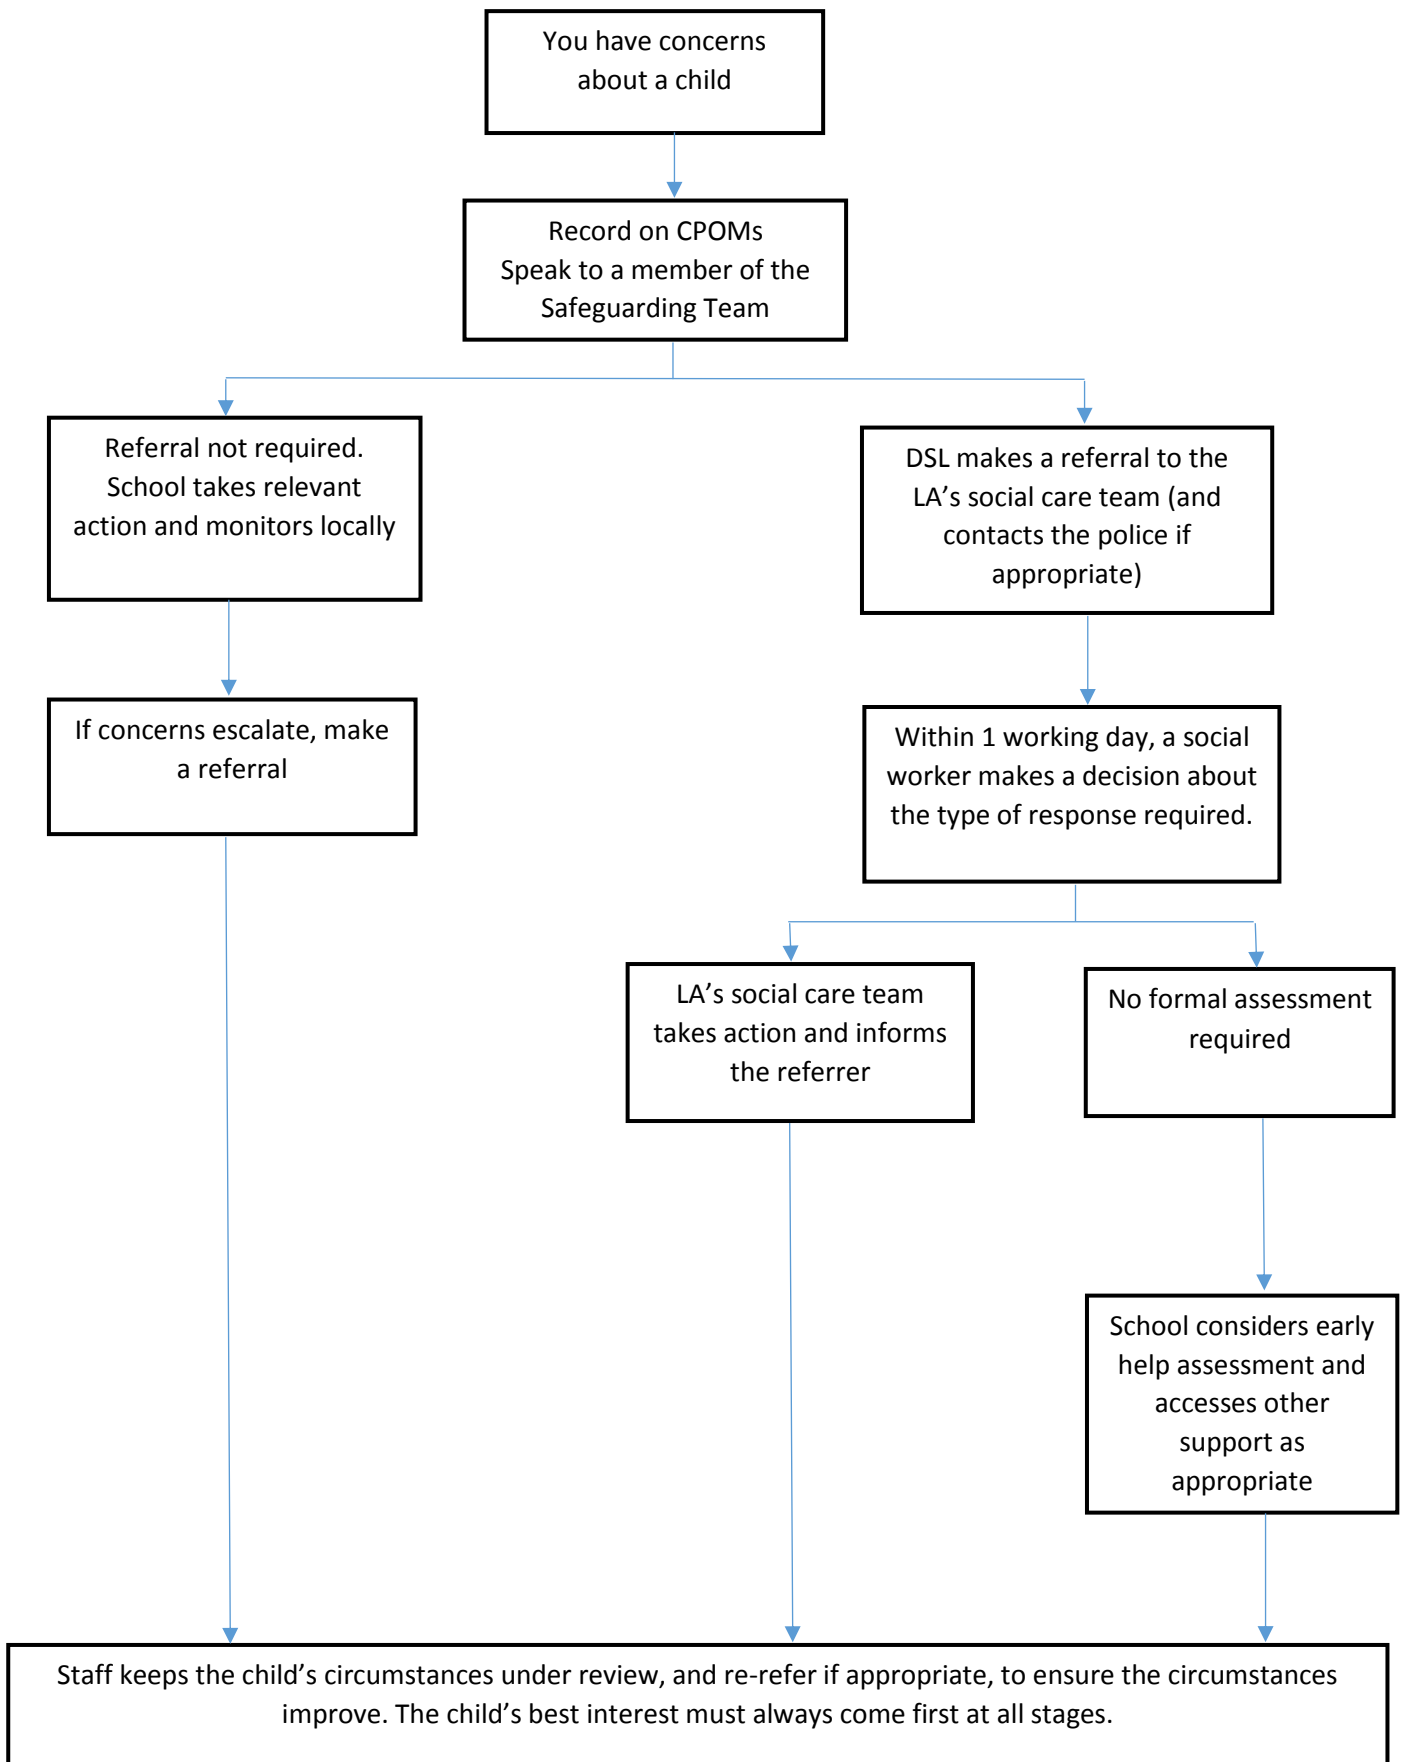 You have concerns
about a child
Record on CPOMs
Speak to a member of the
Safeguarding Team
Referral not required.
School takes relevant
action and monitors locally
DSL makes a referral to the
LA’s social care team (and
contacts the police if
appropriate)
If concerns escalate, make
a referral
Within 1 working day, a social
worker makes a decision about
the type of response required.
LA’s social care team
takes action and informs
the referrer
No formal assessment
required
School considers early
help assessment and
accesses other
support as
appropriate
Staff keeps the child’s circumstances under review, and re-refer if appropriate, to ensure the circumstances
improve. The child’s best interest must always come first at all stages.